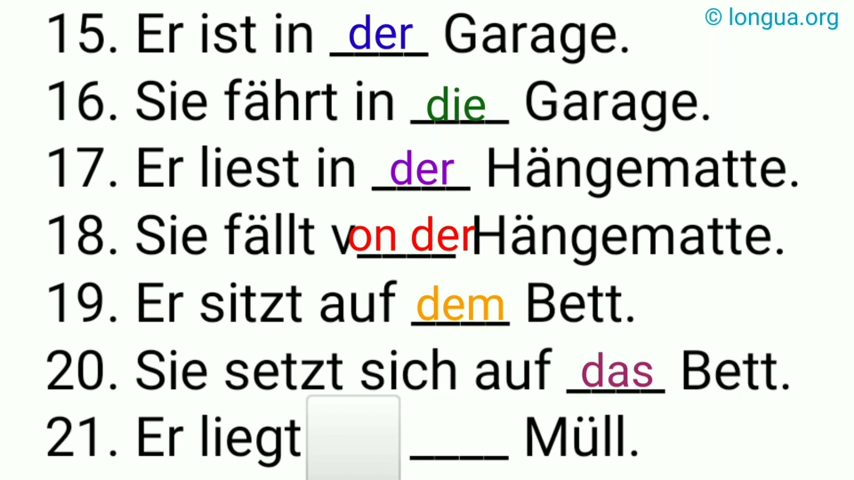 © longua.org
15. Er ist in der Garage.
16. Sie fährt in die Garage.
17. Er liest in der Hängematte.
18. Sie fällt von der Hängematte.
19. Er sitzt auf dem Bett.
20. Sie setzt sich auf das Bett.
21. Er liegt ____ Müll.